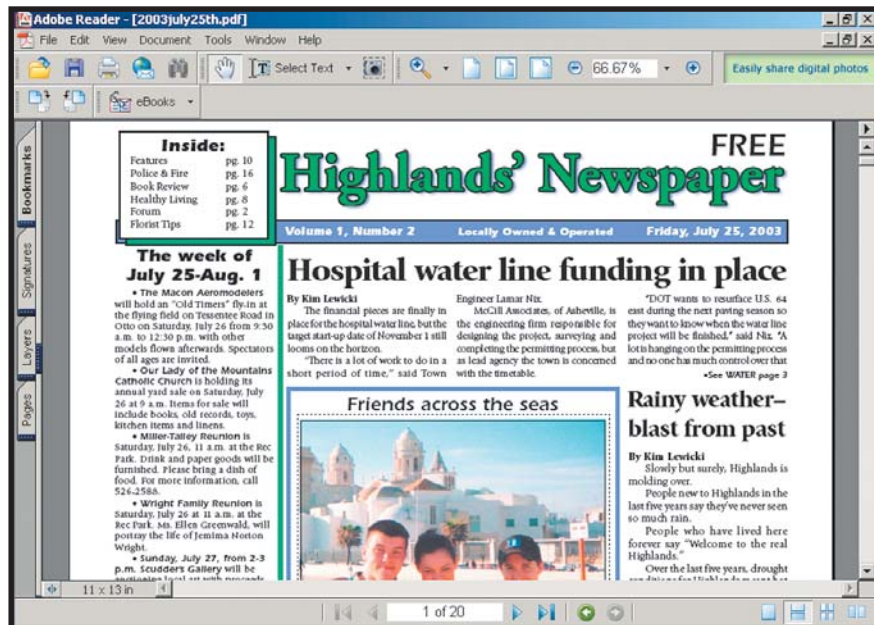 Adobe Reader - [2003july25th.pdf]
File Edit View Document Tools Window Help
Select Text
66.67%
Easily share digital photos
eBooks
Bookmarks
Signatures
Layers
Pages
Inside:
Features pg. 10
Police & Fire pg. 16
Book Review pg. 6
Healthy Living pg. 8
Forum pg. 2
Florist Tips pg. 12
FREE
Highlands' Newspaper
Volume 1, Number 2 Locally Owned & Operated Friday, July 25, 2003
The week of
July 25-Aug. 1
• The Macon Aeromodelers
will hold an "Old Timers" fly-in at
the flying field on Tessentee Road in
Otto on Saturday, July 26 from 9:30
a.m. to 12:30 p.m. with other
models flown afterwards. Spectators
of all ages are invited.
• Our Lady of the Mountains
Catholic Church is holding its
annual yard sale on Saturday, July
26 at 9 a.m. Items for sale will
include books, old records, toys,
kitchen items and linens.
• Miller-Talley Reunion is
Saturday, July 26, 11 a.m. at the Rec
Park. Drink and paper goods will be
furnished. Please bring a dish of
food. For more information, call
526-2588.
• Wright Family Reunion is
Saturday, July 26 at 11 a.m. at the
Rec Park. Ms. Ellen Greenwald, will
portray the life of Jemima Norton
Wright.
• Sunday, July 27, from 2-3
p.m. Scudders Gallery will be
Hospital water line funding in place
By Kim Lewicki
The financial pieces are finally in
place for the hospital water line, but the
target start-up date of November 1 still
looms on the horizon.
"There is a lot of work to do in a
short period of time," said Town
Engineer Lamar Nix.
McGill Associates, of Asheville, is
the engineering firm responsible for
designing the project, surveying and
completing the permitting process, but
as lead agency the town is concerned
with the timetable.
"DOT wants to resurface U.S. 64
east during the next paving season so
they want to know when the water line
project will be finished," said Nix. "A
lot is hanging on the permitting process
and no one has much control over that
•See WATER page 3
Friends across the seas
Rainy weather–
blast from past
By Kim Lewicki
Slowly but surely, Highlands is
molding over.
People new to Highlands in the
last five years say they've never seen
so much rain.
People who have lived here
forever say "Welcome to the real
Highlands."
Over the last five years, drought
11 x 13 in
1 of 20